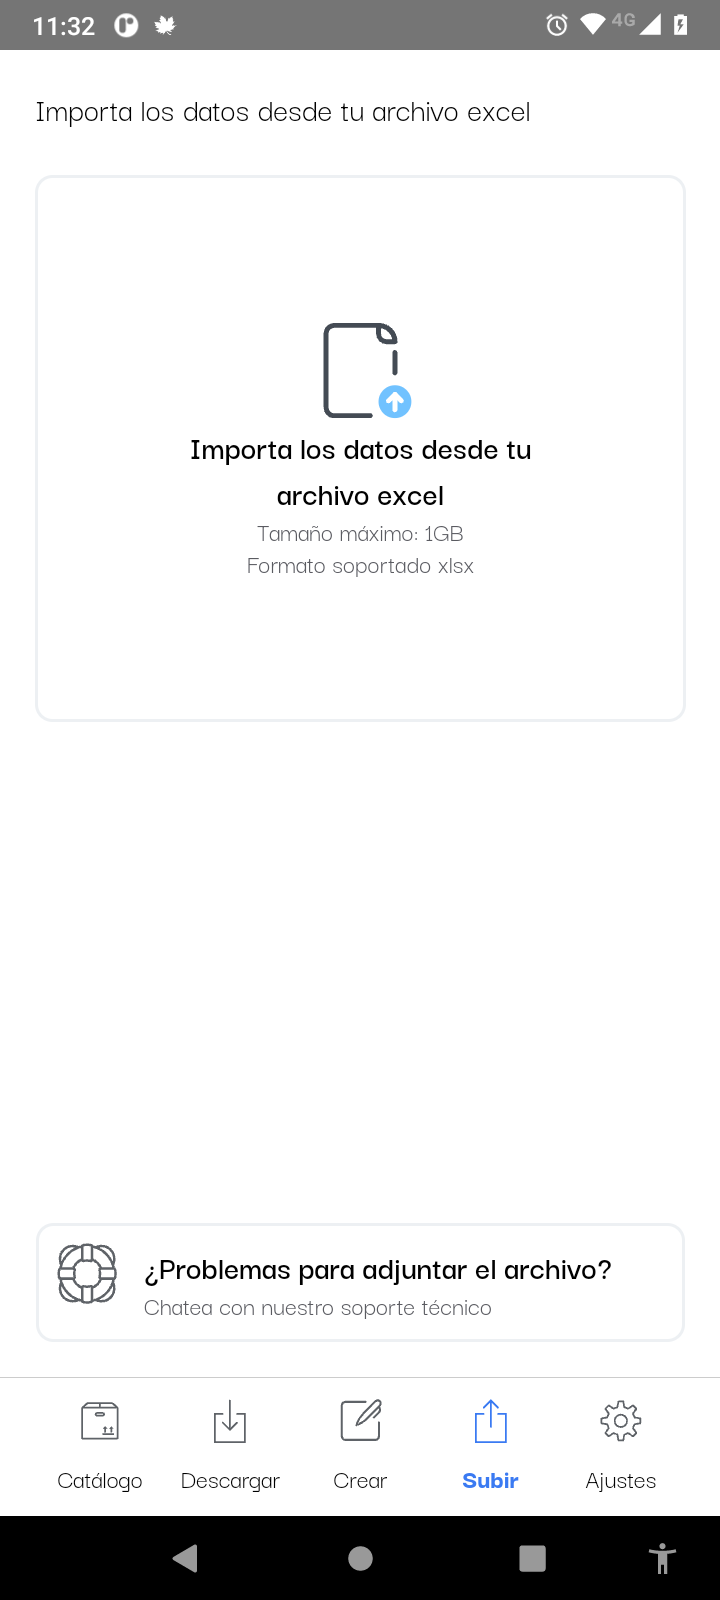 11:32
4G
Importa los datos desde tu archivo excel
Importa los datos desde tu
archivo excel
Tamaño máximo: 1GB
Formato soportado xlsx
¿Problemas para adjuntar el archivo?
Chatea con nuestro soporte técnico
Catálogo Descargar Crear Subir Ajustes